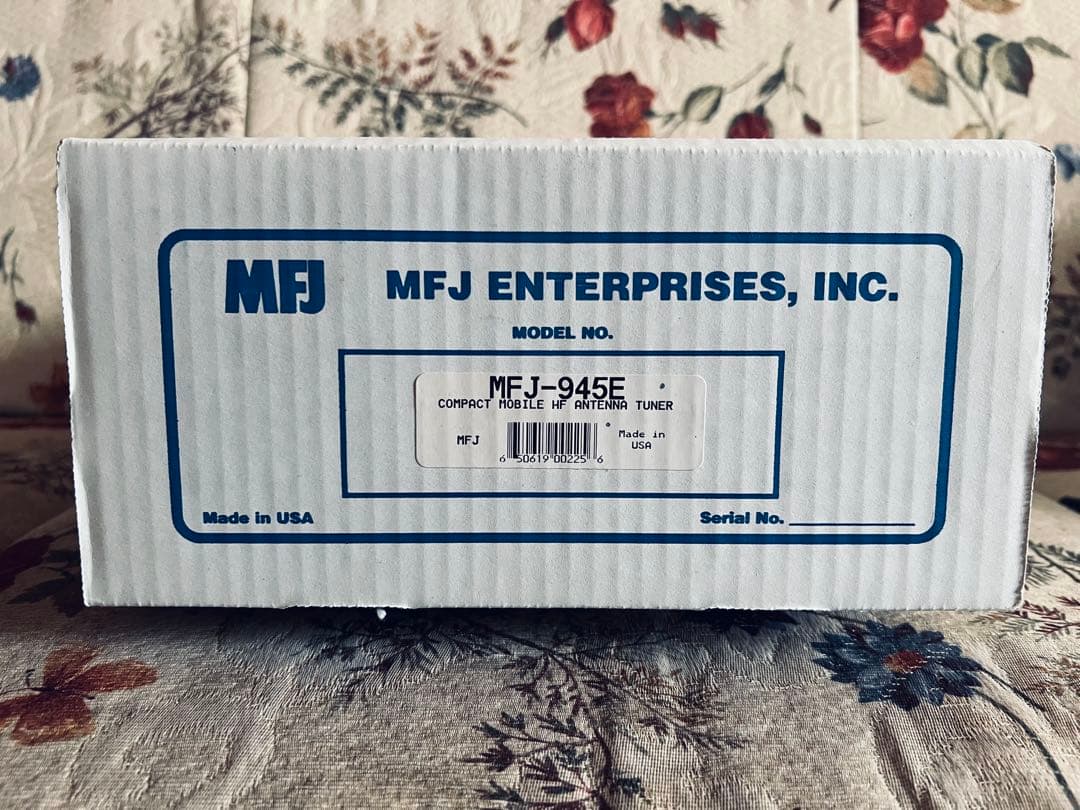 MFJ MFJ ENTERPRISES, INC.
MODEL NO.
MFJ-945E
COMPACT MOBILE HF ANTENNA TUNER
MFJ
Made in
USA
6 50619 00225 6
Made in USA
Serial No.